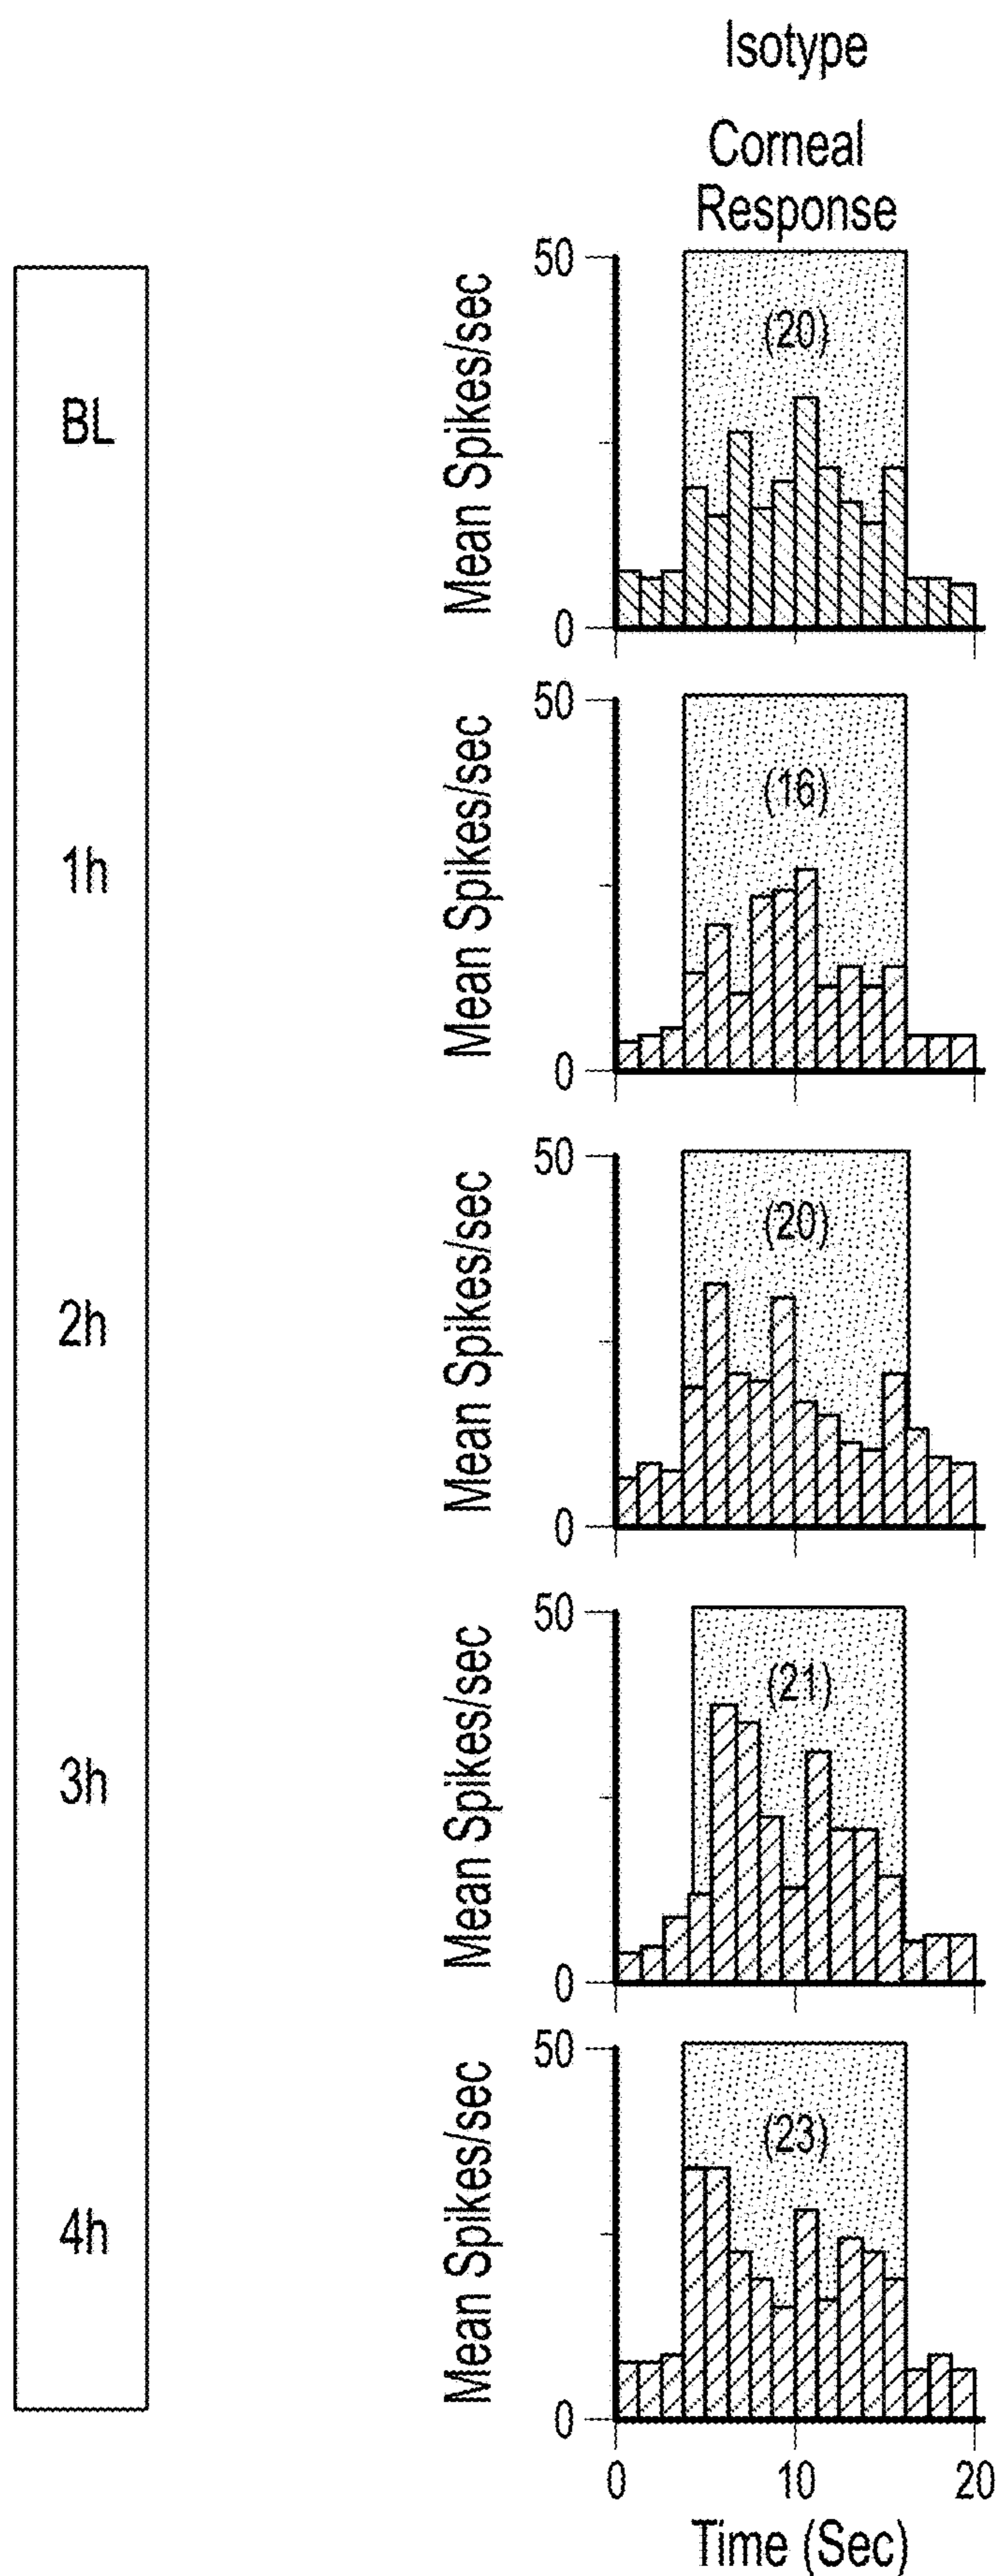 Isotype
Corneal
Response
BL
Mean Spikes/sec
50
(20)
0
1h
Mean Spikes/sec
50
(16)
0
2h
Mean Spikes/sec
50
(20)
0
3h
Mean Spikes/sec
50
(21)
0
4h
Mean Spikes/sec
50
(23)
0
0 10 20
Time (Sec)